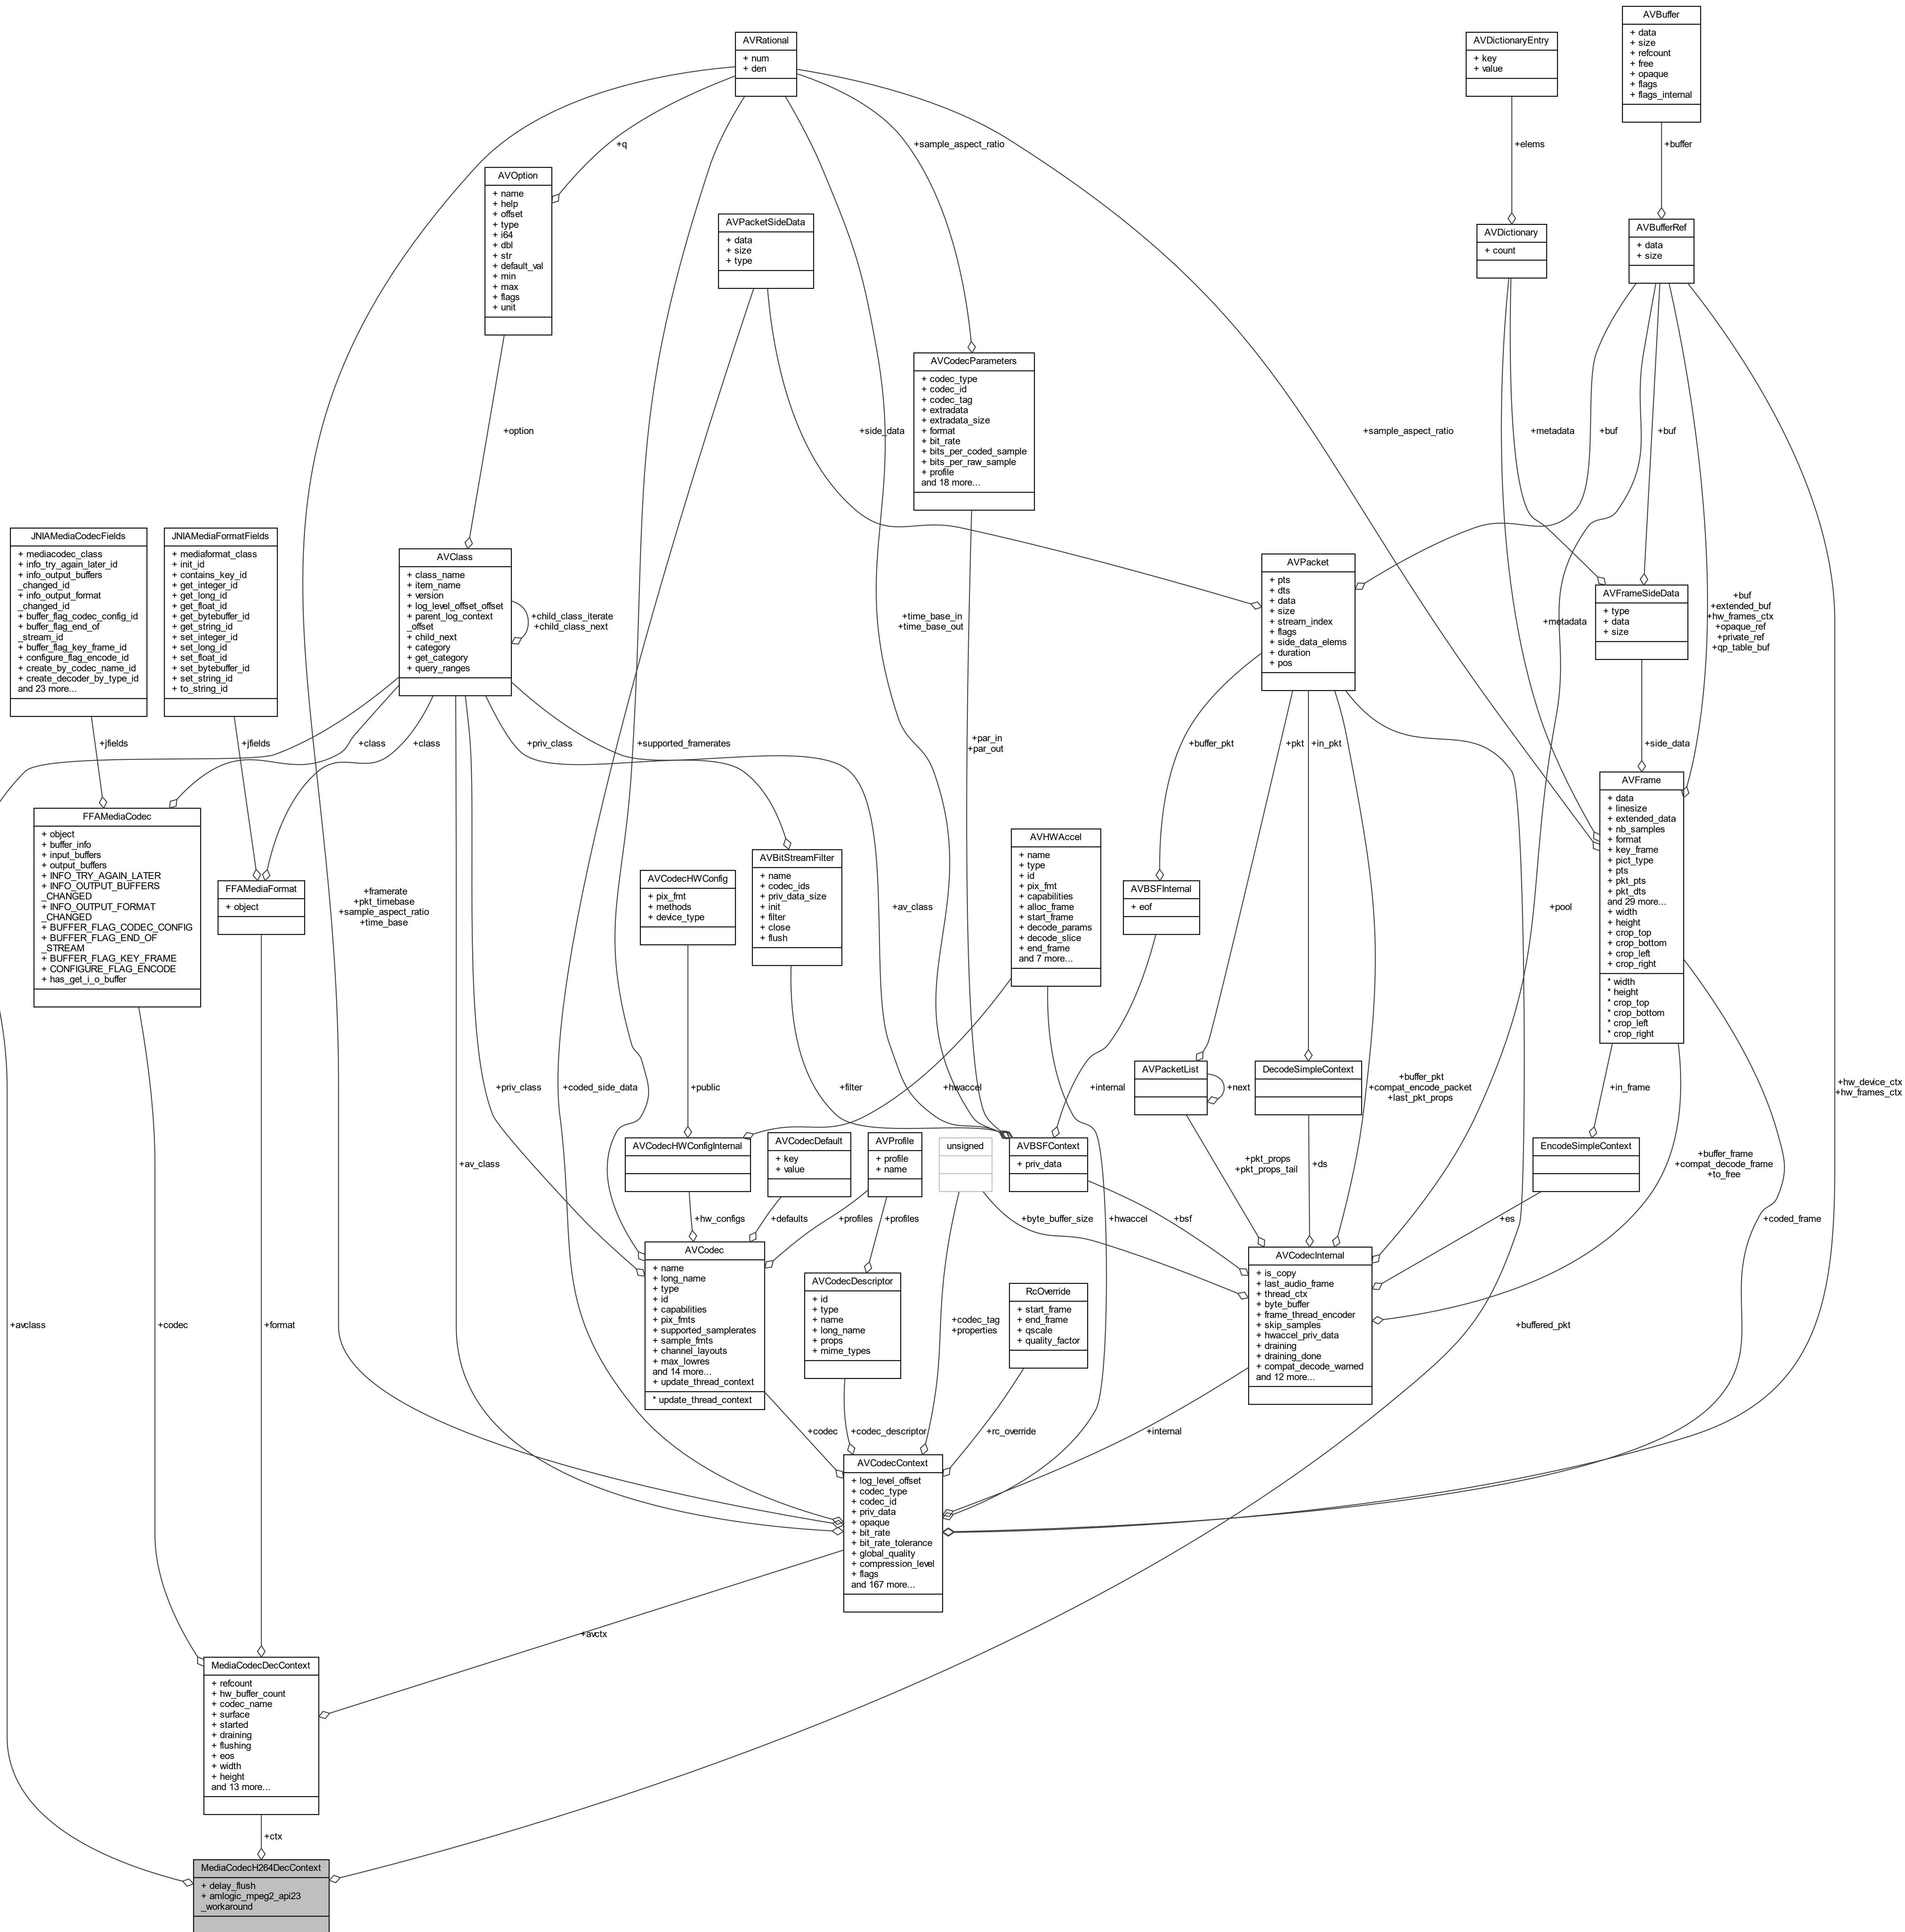 AVBuffer
+ data
+ size
+ refcount
+ free
+ opaque
+ flags
+ flags_internal
AVRational
+ num
+ den
AVDictionaryEntry
+ key
+ value
+q
+sample_aspect_ratio
+elems
+buffer
AVOption
+ name
+ help
+ offset
+ type
+ i64
+ dbl
+ str
+ default_val
+ min
+ max
+ flags
+ unit
AVPacketSideData
+ data
+ size
+ type
AVDictionary
+ count
AVBufferRef
+ data
+ size
AVCodecParameters
+ codec_type
+ codec_id
+ codec_tag
+ extradata
+ extradata_size
+ format
+ bit_rate
+ bits_per_coded_sample
+ bits_per_raw_sample
+ profile
and 18 more...
+option
+side_data
+sample_aspect_ratio
+metadata
+buf
+buf
JNIAMediaCodecFields
+ mediacodec_class
+ info_try_again_later_id
+ info_output_buffers
_changed_id
+ info_output_format
_changed_id
+ buffer_flag_codec_config_id
+ buffer_flag_end_of
_stream_id
+ buffer_flag_key_frame_id
+ configure_flag_encode_id
+ create_by_codec_name_id
+ create_decoder_by_type_id
and 23 more...
JNIAMediaFormatFields
+ mediaformat_class
+ init_id
+ contains_key_id
+ get_integer_id
+ get_long_id
+ get_float_id
+ get_bytebuffer_id
+ get_string_id
+ set_integer_id
+ set_long_id
+ set_float_id
+ set_bytebuffer_id
+ set_string_id
+ to_string_id
AVClass
+ class_name
+ item_name
+ version
+ log_level_offset_offset
+ parent_log_context
_offset
+ child_next
+ category
+ get_category
+ query_ranges
+child_class_iterate
+child_class_next
+time_base_in
+time_base_out
AVPacket
+ pts
+ dts
+ data
+ size
+ stream_index
+ flags
+ side_data_elems
+ duration
+ pos
+metadata
AVFrameSideData
+ type
+ data
+ size
+buf
+extended_buf
+hw_frames_ctx
+opaque_ref
+private_ref
+qp_table_buf
+jfields
+jfields
+class
+class
+priv_class
+supported_framerates
+par_in
+par_out
+buffer_pkt
+pkt
+in_pkt
+side_data
FFAMediaCodec
+ object
+ buffer_info
+ input_buffers
+ output_buffers
+ INFO_TRY_AGAIN_LATER
+ INFO_OUTPUT_BUFFERS
_CHANGED
+ INFO_OUTPUT_FORMAT
_CHANGED
+ BUFFER_FLAG_CODEC_CONFIG
+ BUFFER_FLAG_END_OF
_STREAM
+ BUFFER_FLAG_KEY_FRAME
+ CONFIGURE_FLAG_ENCODE
+ has_get_i_o_buffer
FFAMediaFormat
+ object
+framerate
+pkt_timebase
+sample_aspect_ratio
+time_base
AVCodecHWConfig
+ pix_fmt
+ methods
+ device_type
AVBitStreamFilter
+ name
+ codec_ids
+ priv_data_size
+ init
+ filter
+ close
+ flush
+av_class
AVHWAccel
+ name
+ type
+ id
+ pix_fmt
+ capabilities
+ alloc_frame
+ start_frame
+ decode_params
+ decode_slice
+ end_frame
and 7 more...
AVBSFInternal
+ eof
+pool
AVFrame
+ data
+ linesize
+ extended_data
+ nb_samples
+ format
+ key_frame
+ pict_type
+ pts
+ pkt_pts
+ pkt_dts
and 29 more...
+ width
+ height
+ crop_top
+ crop_bottom
+ crop_left
+ crop_right
* width
* height
* crop_top
* crop_bottom
* crop_left
* crop_right
+priv_class
+coded_side_data
+public
+filter
+hwaccel
+internal
AVPacketList
+next
DecodeSimpleContext
+buffer_pkt
+compat_encode_packet
+last_pkt_props
+in_frame
+hw_device_ctx
+hw_frames_ctx
+av_class
AVCodecHWConfigInternal
AVCodecDefault
+ key
+ value
AVProfile
+ profile
+ name
unsigned
AVBSFContext
+ priv_data
+pkt_props
+pkt_props_tail
+ds
EncodeSimpleContext
+buffer_frame
+compat_decode_frame
+to_free
+hw_configs
+defaults
+profiles
+profiles
+byte_buffer_size
+hwaccel
+bsf
+es
+coded_frame
AVCodec
+ name
+ long_name
+ type
+ id
+ capabilities
+ pix_fmts
+ supported_samplerates
+ sample_fmts
+ channel_layouts
+ max_lowres
and 14 more...
+ update_thread_context
* update_thread_context
AVCodecDescriptor
+ id
+ type
+ name
+ long_name
+ props
+ mime_types
+codec_tag
+properties
RcOverride
+ start_frame
+ end_frame
+ qscale
+ quality_factor
AVCodecInternal
+ is_copy
+ last_audio_frame
+ thread_ctx
+ byte_buffer
+ frame_thread_encoder
+ skip_samples
+ hwaccel_priv_data
+ draining
+ draining_done
+ compat_decode_warned
and 12 more...
+avclass
+codec
+format
+buffered_pkt
+codec
+codec_descriptor
+rc_override
+internal
AVCodecContext
+ log_level_offset
+ codec_type
+ codec_id
+ priv_data
+ opaque
+ bit_rate
+ bit_rate_tolerance
+ global_quality
+ compression_level
+ flags
and 167 more...
+avctx
MediaCodecDecContext
+ refcount
+ hw_buffer_count
+ codec_name
+ surface
+ started
+ draining
+ flushing
+ eos
+ width
+ height
and 13 more...
+ctx
MediaCodecH264DecContext
+ delay_flush
+ amlogic_mpeg2_api23
_workaround